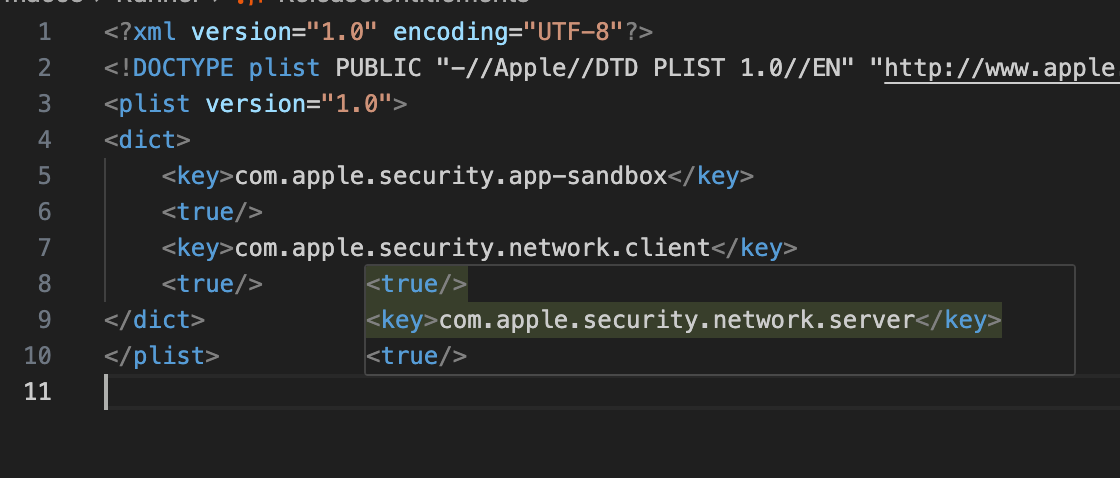 1 <?xml version="1.0" encoding="UTF-8"?>
2 <!DOCTYPE plist PUBLIC "-//Apple//DTD PLIST 1.0//EN" "http://www.apple
3 <plist version="1.0">
4 <dict>
5 <key>com.apple.security.app-sandbox</key>
6 <true/>
7 <key>com.apple.security.network.client</key>
8 <true/> <true/>
9 </dict> <key>com.apple.security.network.server</key>
10 </plist> <true/>
11